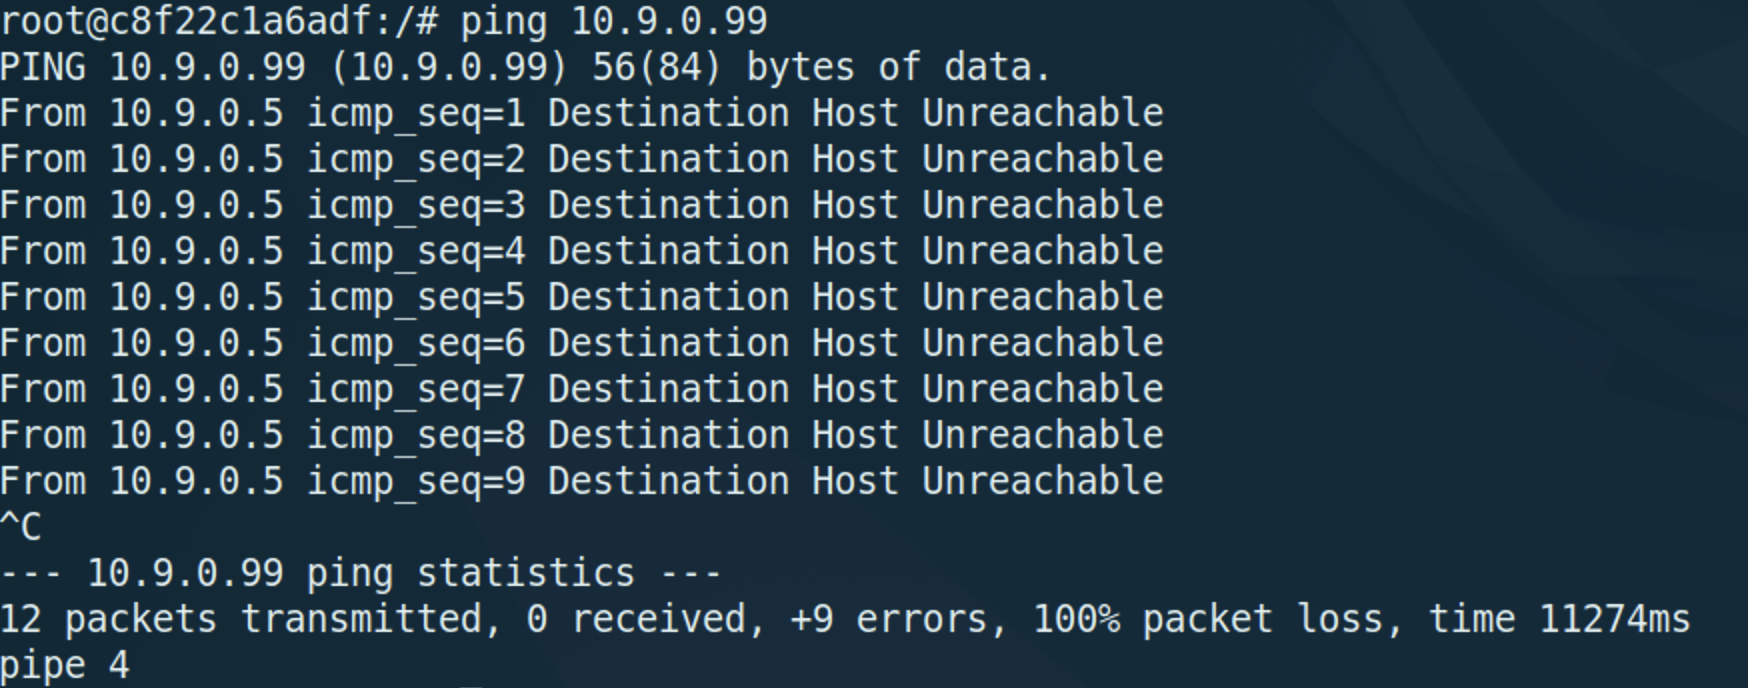 root@c8f22c1a6adf:/# ping 10.9.0.99
PING 10.9.0.99 (10.9.0.99) 56(84) bytes of data.
From 10.9.0.5 icmp_seq=1 Destination Host Unreachable
From 10.9.0.5 icmp_seq=2 Destination Host Unreachable
From 10.9.0.5 icmp_seq=3 Destination Host Unreachable
From 10.9.0.5 icmp_seq=4 Destination Host Unreachable
From 10.9.0.5 icmp_seq=5 Destination Host Unreachable
From 10.9.0.5 icmp_seq=6 Destination Host Unreachable
From 10.9.0.5 icmp_seq=7 Destination Host Unreachable
From 10.9.0.5 icmp_seq=8 Destination Host Unreachable
From 10.9.0.5 icmp_seq=9 Destination Host Unreachable
^C
--- 10.9.0.99 ping statistics ---
12 packets transmitted, 0 received, +9 errors, 100% packet loss, time 11274ms
pipe 4